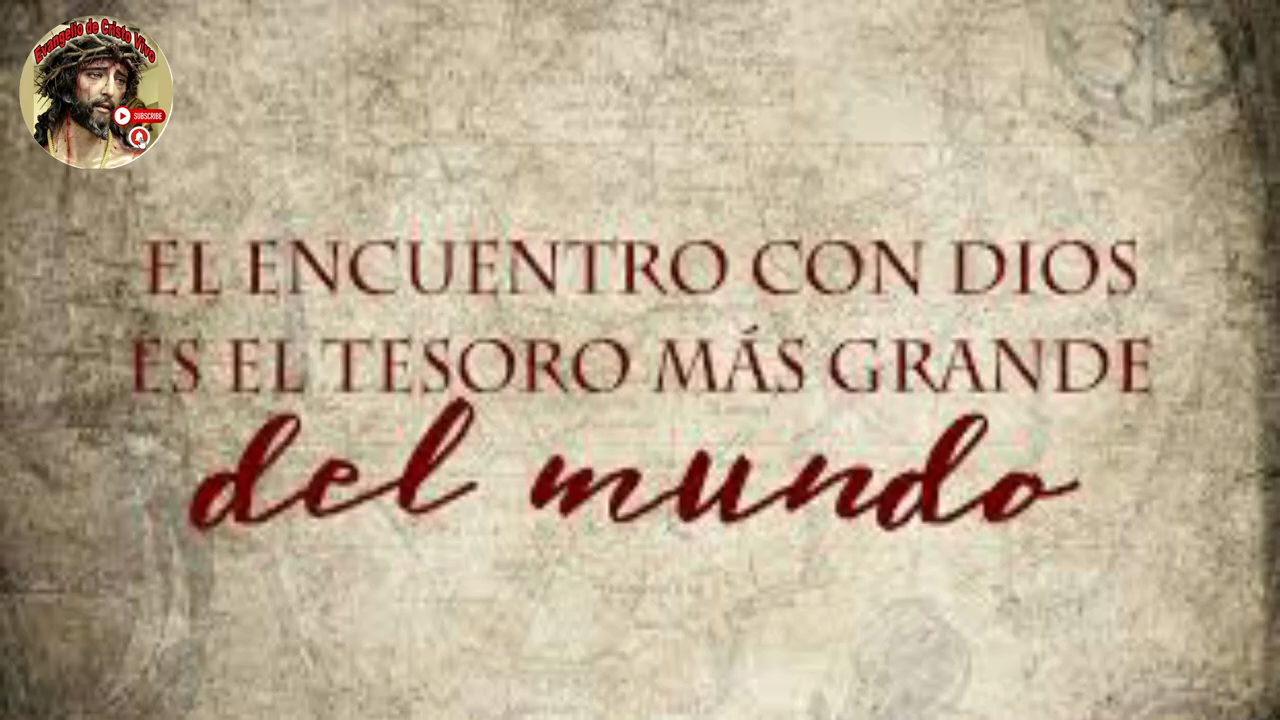 Evangelio de Cristo Vivo
SUBSCRIBE
EL ENCUENTRO CON DIOS
ES EL TESORO MÁS GRANDE
del mundo